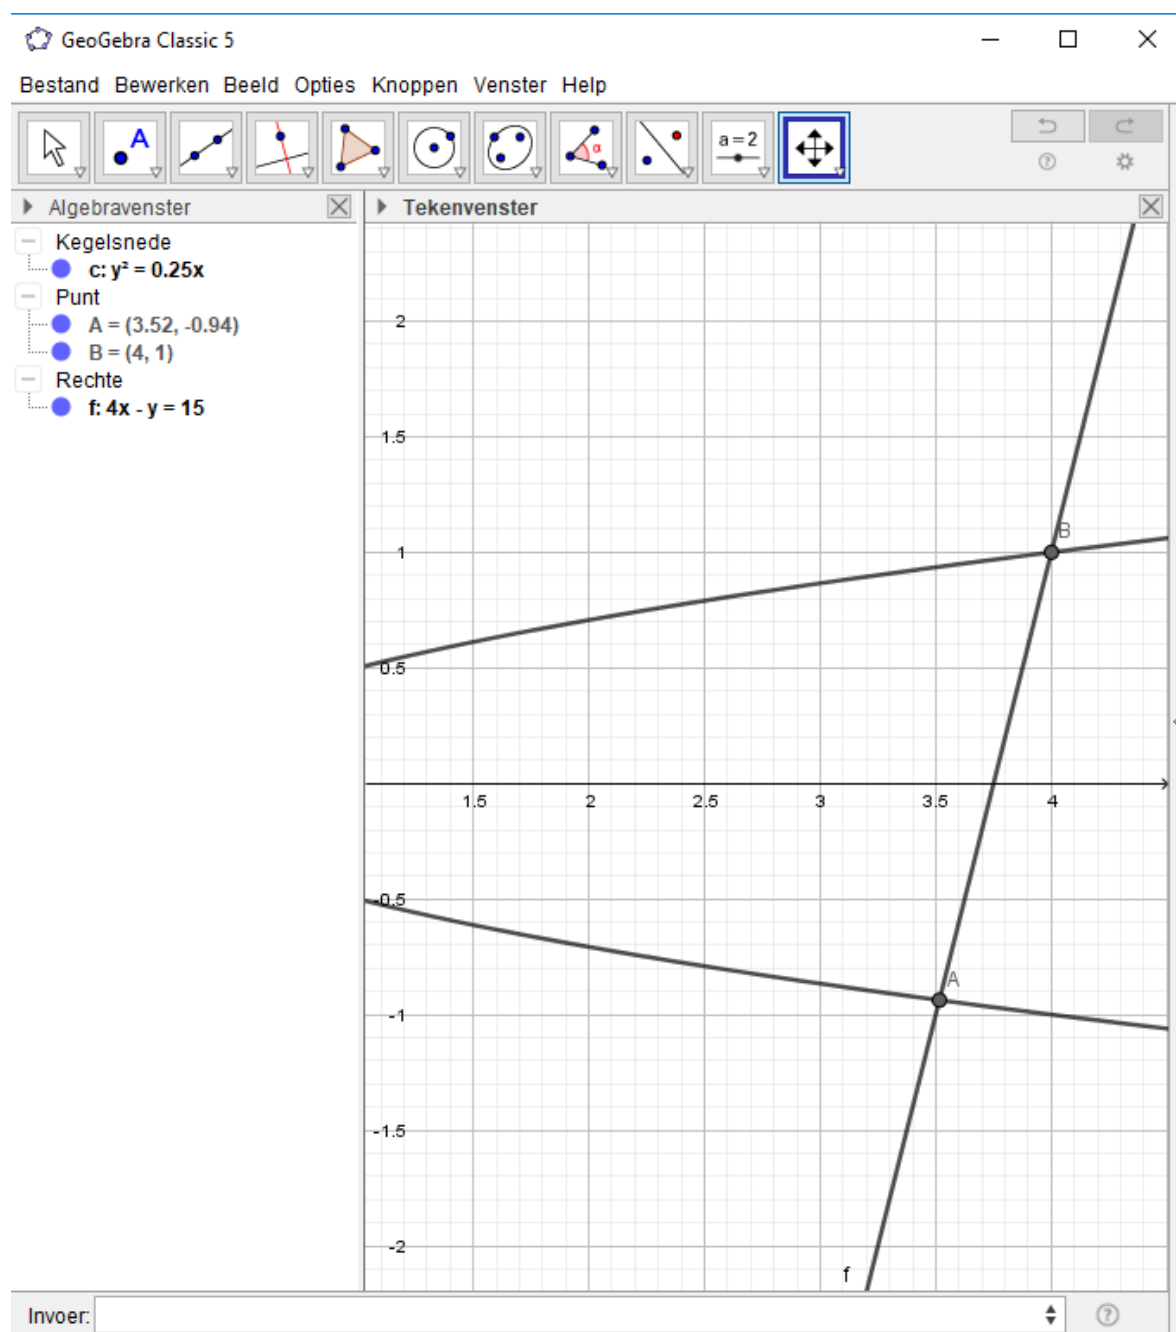 GeoGebra Classic 5
Bestand Bewerken Beeld Opties Knoppen Venster Help
A
α
a = 2
Algebravenster
Tekenvenster
Kegelsnede
c: y² = 0.25x
Punt
A = (3.52, -0.94)
B = (4, 1)
Rechte
f: 4x - y = 15
2
1.5
B
1
0.5
1.5 2 2.5 3 3.5 4
-0.5
A
-1
-1.5
-2
f
Invoer: